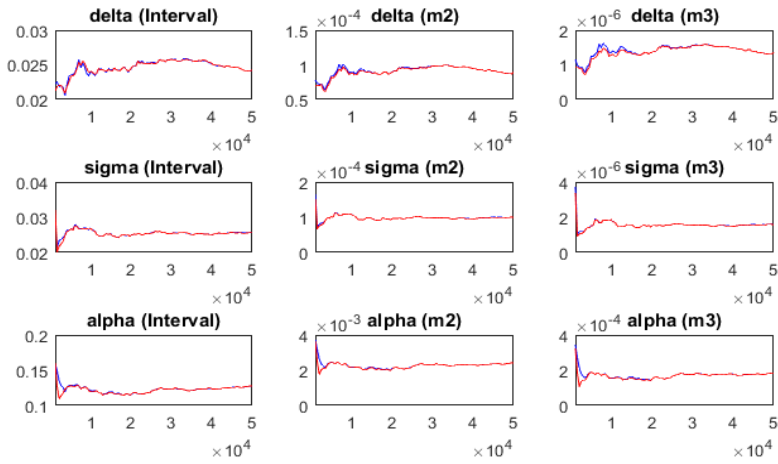 delta (Interval)
0.03
0.025
0.02
1 2 3 4 5
×10^4
delta (m2)
×10^-4
1.5
1
0.5
1 2 3 4 5
×10^4
delta (m3)
×10^-6
2
1
0
1 2 3 4 5
×10^4
sigma (Interval)
0.04
0.03
0.02
1 2 3 4 5
×10^4
sigma (m2)
×10^-4
2
1
0
1 2 3 4 5
×10^4
sigma (m3)
×10^-6
4
2
0
1 2 3 4 5
×10^4
alpha (Interval)
0.2
0.15
0.1
1 2 3 4 5
×10^4
alpha (m2)
×10^-3
4
2
0
1 2 3 4 5
×10^4
alpha (m3)
×10^-4
4
2
0
1 2 3 4 5
×10^4